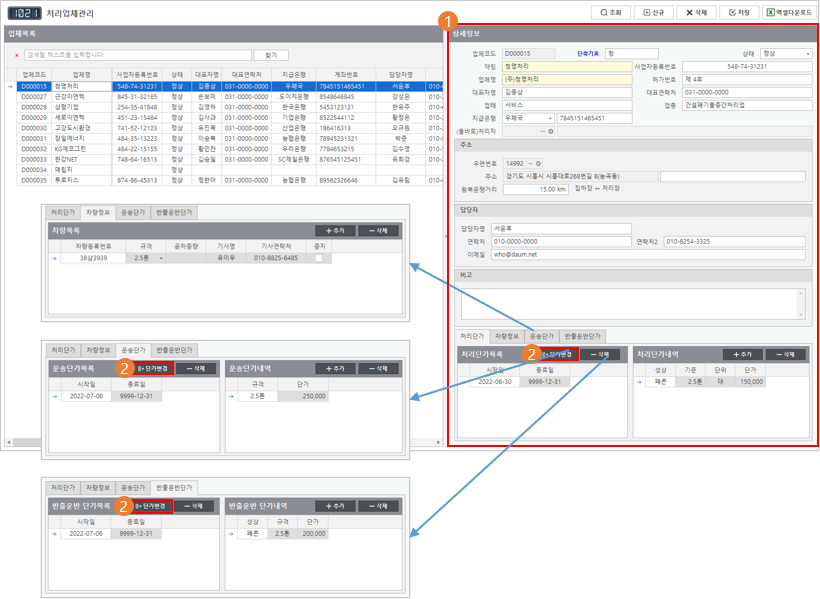 1021 처리업체관리
조회 신규 삭제 저장 엑셀다운로드
업체목록
검색할 텍스트를 입력합니다 찾기
업체코드 업체명 사업자등록번호 상태 대표자명 대표연락처 지급은행 계좌번호 담당자명
D000015 청명처리 548-74-31231 정상 김종삼 031-0000-0000 우체국 7845151465451 서윤후 010-
D000027 근강이엔텍 845-31-32165 정상 손보미 031-0000-0000 도이치은행 8548646845 강성은 010-
D000028 상평기업 254-35-41848 정상 김영하 031-0000-0000 한국은행 5453123121 한유주 010-
D000029 세로이엔텍 451-23-15484 정상 김사과 031-0000-0000 기업은행 8522544112 황정은 010-
D000030 고강도시환경 741-52-12123 정상 유진목 031-0000-0000 산업은행 186416313 오규원 010-
D000031 장일에너지 484-35-13223 정상 이승복 031-0000-0000 농협은행 78945231321 박준 010-
D000032 KG에코그린 484-22-15155 정상 황인찬 031-0000-0000 우리은행 7784653215 김수영 010-
D000033 한강NET 748-64-16513 정상 김승일 031-0000-0000 SC제일은행 876545125451 유희경 010-
D000034 매립지 정상
D000035 투로지스 874-86-45313 정상 정한아 031-0000-0000 농협은행 89562326646 김유림 010-
1
상세정보
업체코드 D000015 단축기호 청 상태 정상
약칭 청명처리 사업자등록번호 548-74-31231
업체명 (주)청명처리 허가번호 제 4호
대표자명 김종삼 대표연락처 031-0000-0000
업태 서비스 업종 건설폐기물중간처리업
지급은행 우체국 7845151465451
(올바로)처리자
주소
우편번호 14992
주소 경기도 시흥시 시흥대로268번길 8(논곡동)
왕복운행거리 15.00 km 집하장 ↔ 처리장
담당자
담당자명 서윤후
연락처 010-0000-0000 연락처2 010-8254-3325
이메일 who@daum.net
비고
처리단가 차량정보 운송단가 반출운반단가
처리단가목록 2 단가변경 삭제
시작일 종료일
2022-06-30 9999-12-31
처리단가내역 추가 삭제
성상 기준 단위 단가
폐콘 2.5톤 대 150,000
처리단가 차량정보 운송단가 반출운반단가
차량목록 추가 삭제
차량등록번호 규격 공차중량 기사명 기사연락처 중지
38삼3939 2.5톤 유미우 010-8825-6485
처리단가 차량정보 운송단가 반출운반단가
운송단가목록 2 단가변경 삭제
시작일 종료일
2022-07-06 9999-12-31
운송단가내역 추가 삭제
규격 단가
2.5톤 250,000
처리단가 차량정보 운송단가 반출운반단가
반출운반 단가목록 2 단가변경 삭제
시작일 종료일
2022-07-06 9999-12-31
반출운반 단가내역 추가 삭제
성상 규격 단가
폐콘 2.5톤 200,000